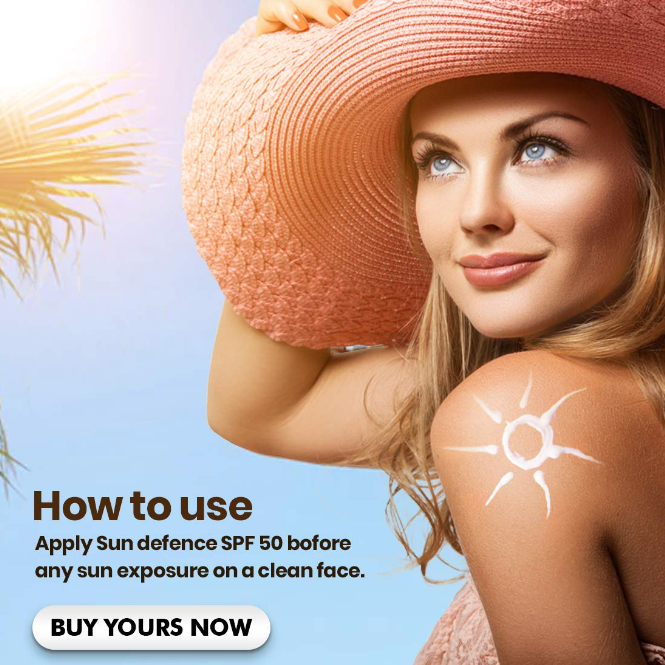 How to use
Apply Sun defence SPF 50 bofore
any sun exposure on a clean face.
BUY YOURS NOW